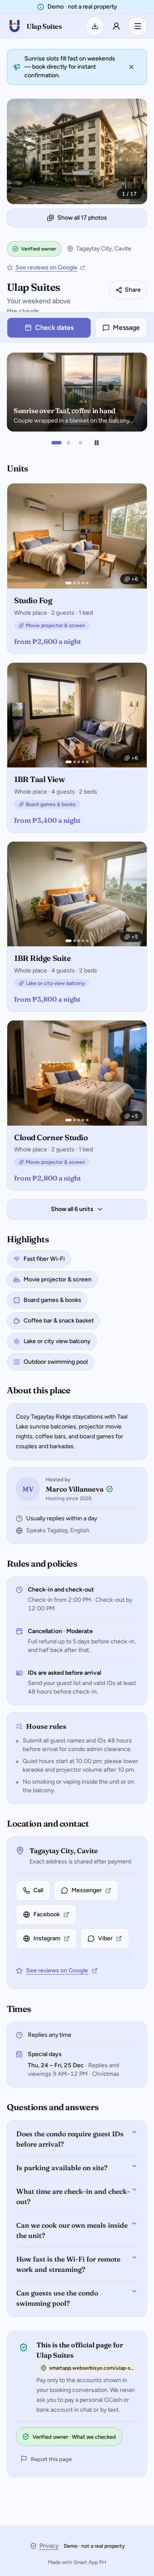 Demo · not a real property
Ulap Suites
Sunrise slots fill fast on weekends
— book directly for instant
confirmation.
1 / 17
Show all 17 photos
Verified owner
Tagaytay City, Cavite
See reviews on Google
Ulap Suites
Share
Your weekend above
the clouds
Check dates
Message
Sunrise over Taal, coffee in hand
Couple wrapped in a blanket on the balcony...
Units
+6
Studio Fog
Whole place · 2 guests · 1 bed
Movie projector & screen
from ₱2,600 a night
+6
1BR Taal View
Whole place · 4 guests · 2 beds
Board games & books
from ₱3,400 a night
+5
1BR Ridge Suite
Whole place · 4 guests · 2 beds
Lake or city view balcony
from ₱3,800 a night
+5
Cloud Corner Studio
Whole place · 2 guests · 1 bed
Movie projector & screen
from ₱2,800 a night
Show all 6 units
Highlights
Fast fiber Wi-Fi
Movie projector & screen
Board games & books
Coffee bar & snack basket
Lake or city view balcony
Outdoor swimming pool
About this place
Cozy Tagaytay Ridge staycations with Taal
Lake sunrise balconies, projector movie
nights, coffee bars, and board games for
couples and barkadas.
MV
Hosted by
Marco Villanueva
Hosting since 2026
Usually replies within a day
Speaks Tagalog, English
Rules and policies
Check-in and check-out
Check-in from 2:00 PM · Check-out by
12:00 PM
Cancellation · Moderate
Full refund up to 5 days before check-in,
and half back after that.
IDs are asked before arrival
Send your guest list and valid IDs at least
48 hours before check-in.
House rules
Submit all guest names and IDs 48 hours
before arrival for condo admin clearance.
Quiet hours start at 10:00 pm; please lower
karaoke and projector volume after 10 pm.
No smoking or vaping inside the unit or on
the balcony.
Location and contact
Tagaytay City, Cavite
Exact address is shared after payment
Call
Messenger
Facebook
Instagram
Viber
See reviews on Google
Times
Replies any time
Special days
Thu, 24 – Fri, 25 Dec · Replies and
viewings 9 AM–12 PM · Christmas
Questions and answers
Does the condo require guest IDs
before arrival?
Is parking available on site?
What time are check-in and check-
out?
Can we cook our own meals inside
the unit?
How fast is the Wi-Fi for remote
work and streaming?
Can guests use the condo
swimming pool?
This is the official page for
Ulap Suites
smartapp.webserbisyo.com/ulap-s...
Pay only to the accounts shown in
your booking conversation. We never
ask you to pay a personal GCash or
bank account in chat or by text.
Verified owner · What we checked
Report this page
Privacy
Demo · not a real property
Made with Smart App PH